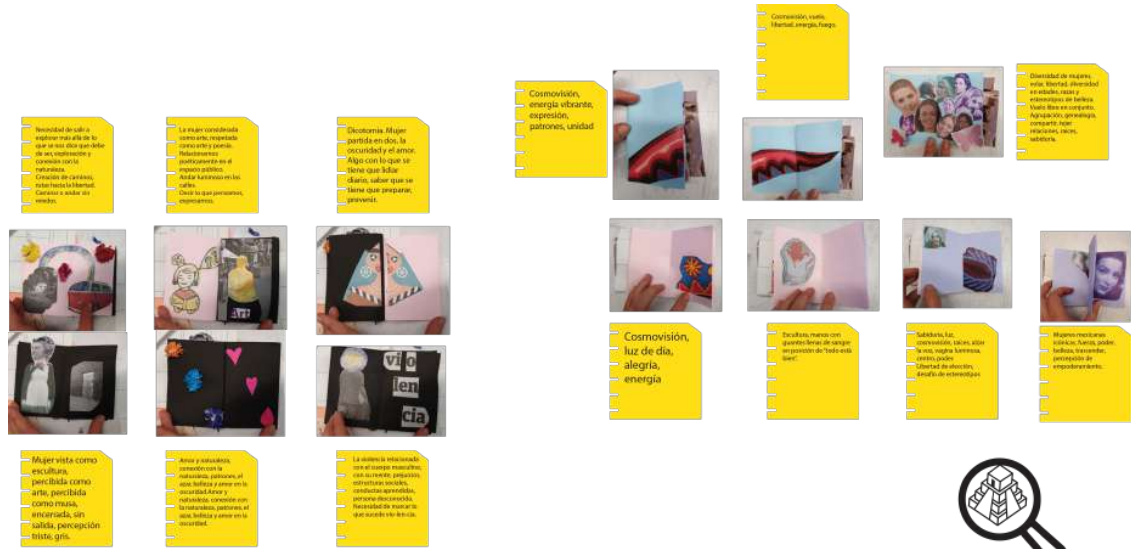 Necesidad de salir a
explorar más allá de lo
que se nos dice que debe
de ser, exploración y
conexión con la
naturaleza.
Creación de caminos,
rutas hacia la libertad.
Caminar o andar sin
miedos.
La mujer considerada
como arte, respetada
como arte y poesía.
Relacionarnos
poéticamente en el
espacio público.
Andar luminoso en las
calles.
Decir lo que pensamos,
expresarnos.
Dicotomía. Mujer
partida en dos, la
oscuridad y el amor.
Algo con lo que se
tiene que lidiar
diario, saber que se
tiene que preparar,
prevenir.
Art
vio
len
cia
Mujer vista como
escultura,
percibida como
arte, percibida
como musa,
encerrada, sin
salida, percepción
triste, gris.
Amor y naturaleza,
conexión con la
naturaleza, patrones, el
azar, belleza y amor en la
oscuridad.Amor y
naturaleza, conexión con
la naturaleza, patrones, el
azar, belleza y amor en la
oscuridad.
La violencia relacionada
con el cuerpo masculino,
con su mente, prejuicios,
estructuras sociales,
conductas aprendidas,
persona desconocida.
Necesidad de marcar lo
que sucede vio-len-cia.
Cosmovisión,
energía vibrante,
expresión,
patrones, unidad
Cosmovisión, vuelo,
libertad, energía, fuego.
Diversidad de mujeres,
volar, libertad, diversidad
en edades, razas y
estereotipos de belleza.
Vuelo libre en conjunto.
Agrupación, genealogía,
compartir, tejer
relaciones, raíces,
sabiduría.
Cosmovisión,
luz de día,
alegría,
energía
Escultura, manos con
guantes llenas de sangre
en posición de "todo está
bien".
Sabiduría, luz,
cosmovisión, raíces, alzar
la voz, vagina luminosa,
centro, poder.
Libertad de elección,
desafío de estereotipos
Mujeres mexicanas
icónicas, fuerza, poder,
belleza, trascender,
percepción de
empoderamiento.